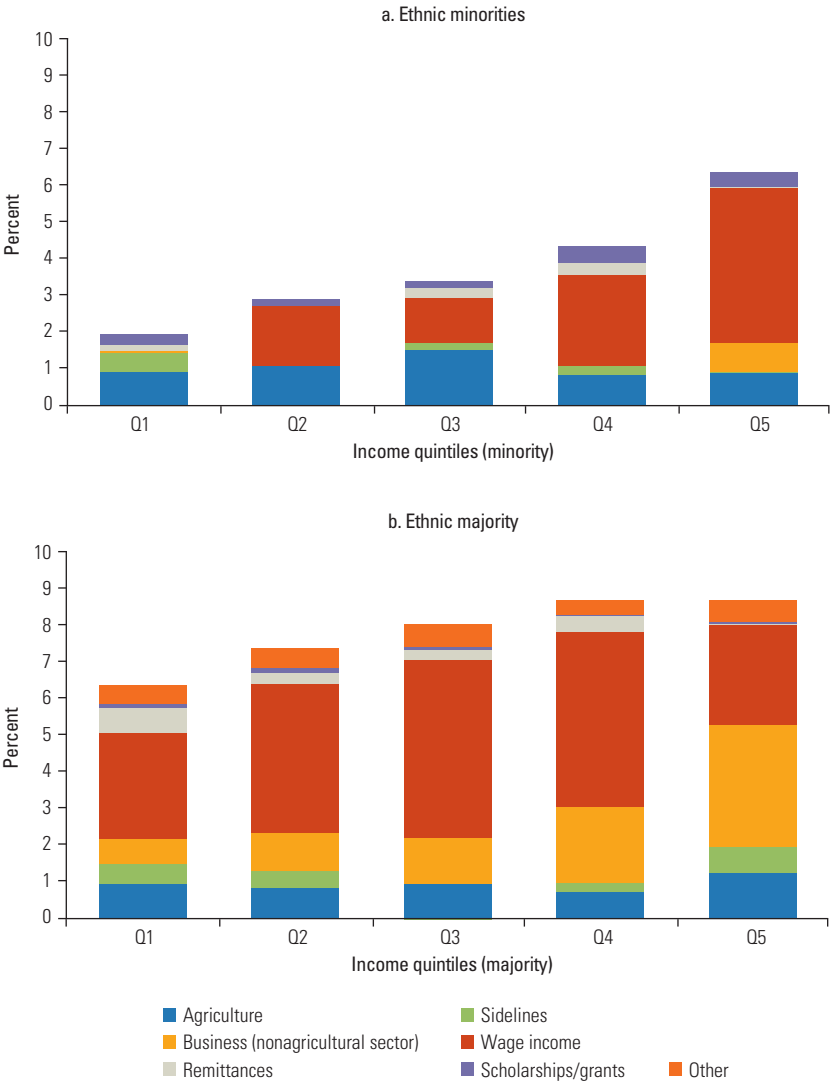 a. Ethnic minorities
10
9
8
7
6
5
4
3
2
1
0
Percent
Q1 Q2 Q3 Q4 Q5
Income quintiles (minority)
b. Ethnic majority
10
9
8
7
6
5
4
3
2
1
0
Percent
Q1 Q2 Q3 Q4 Q5
Income quintiles (majority)
Agriculture Sidelines
Business (nonagricultural sector) Wage income
Remittances Scholarships/grants Other